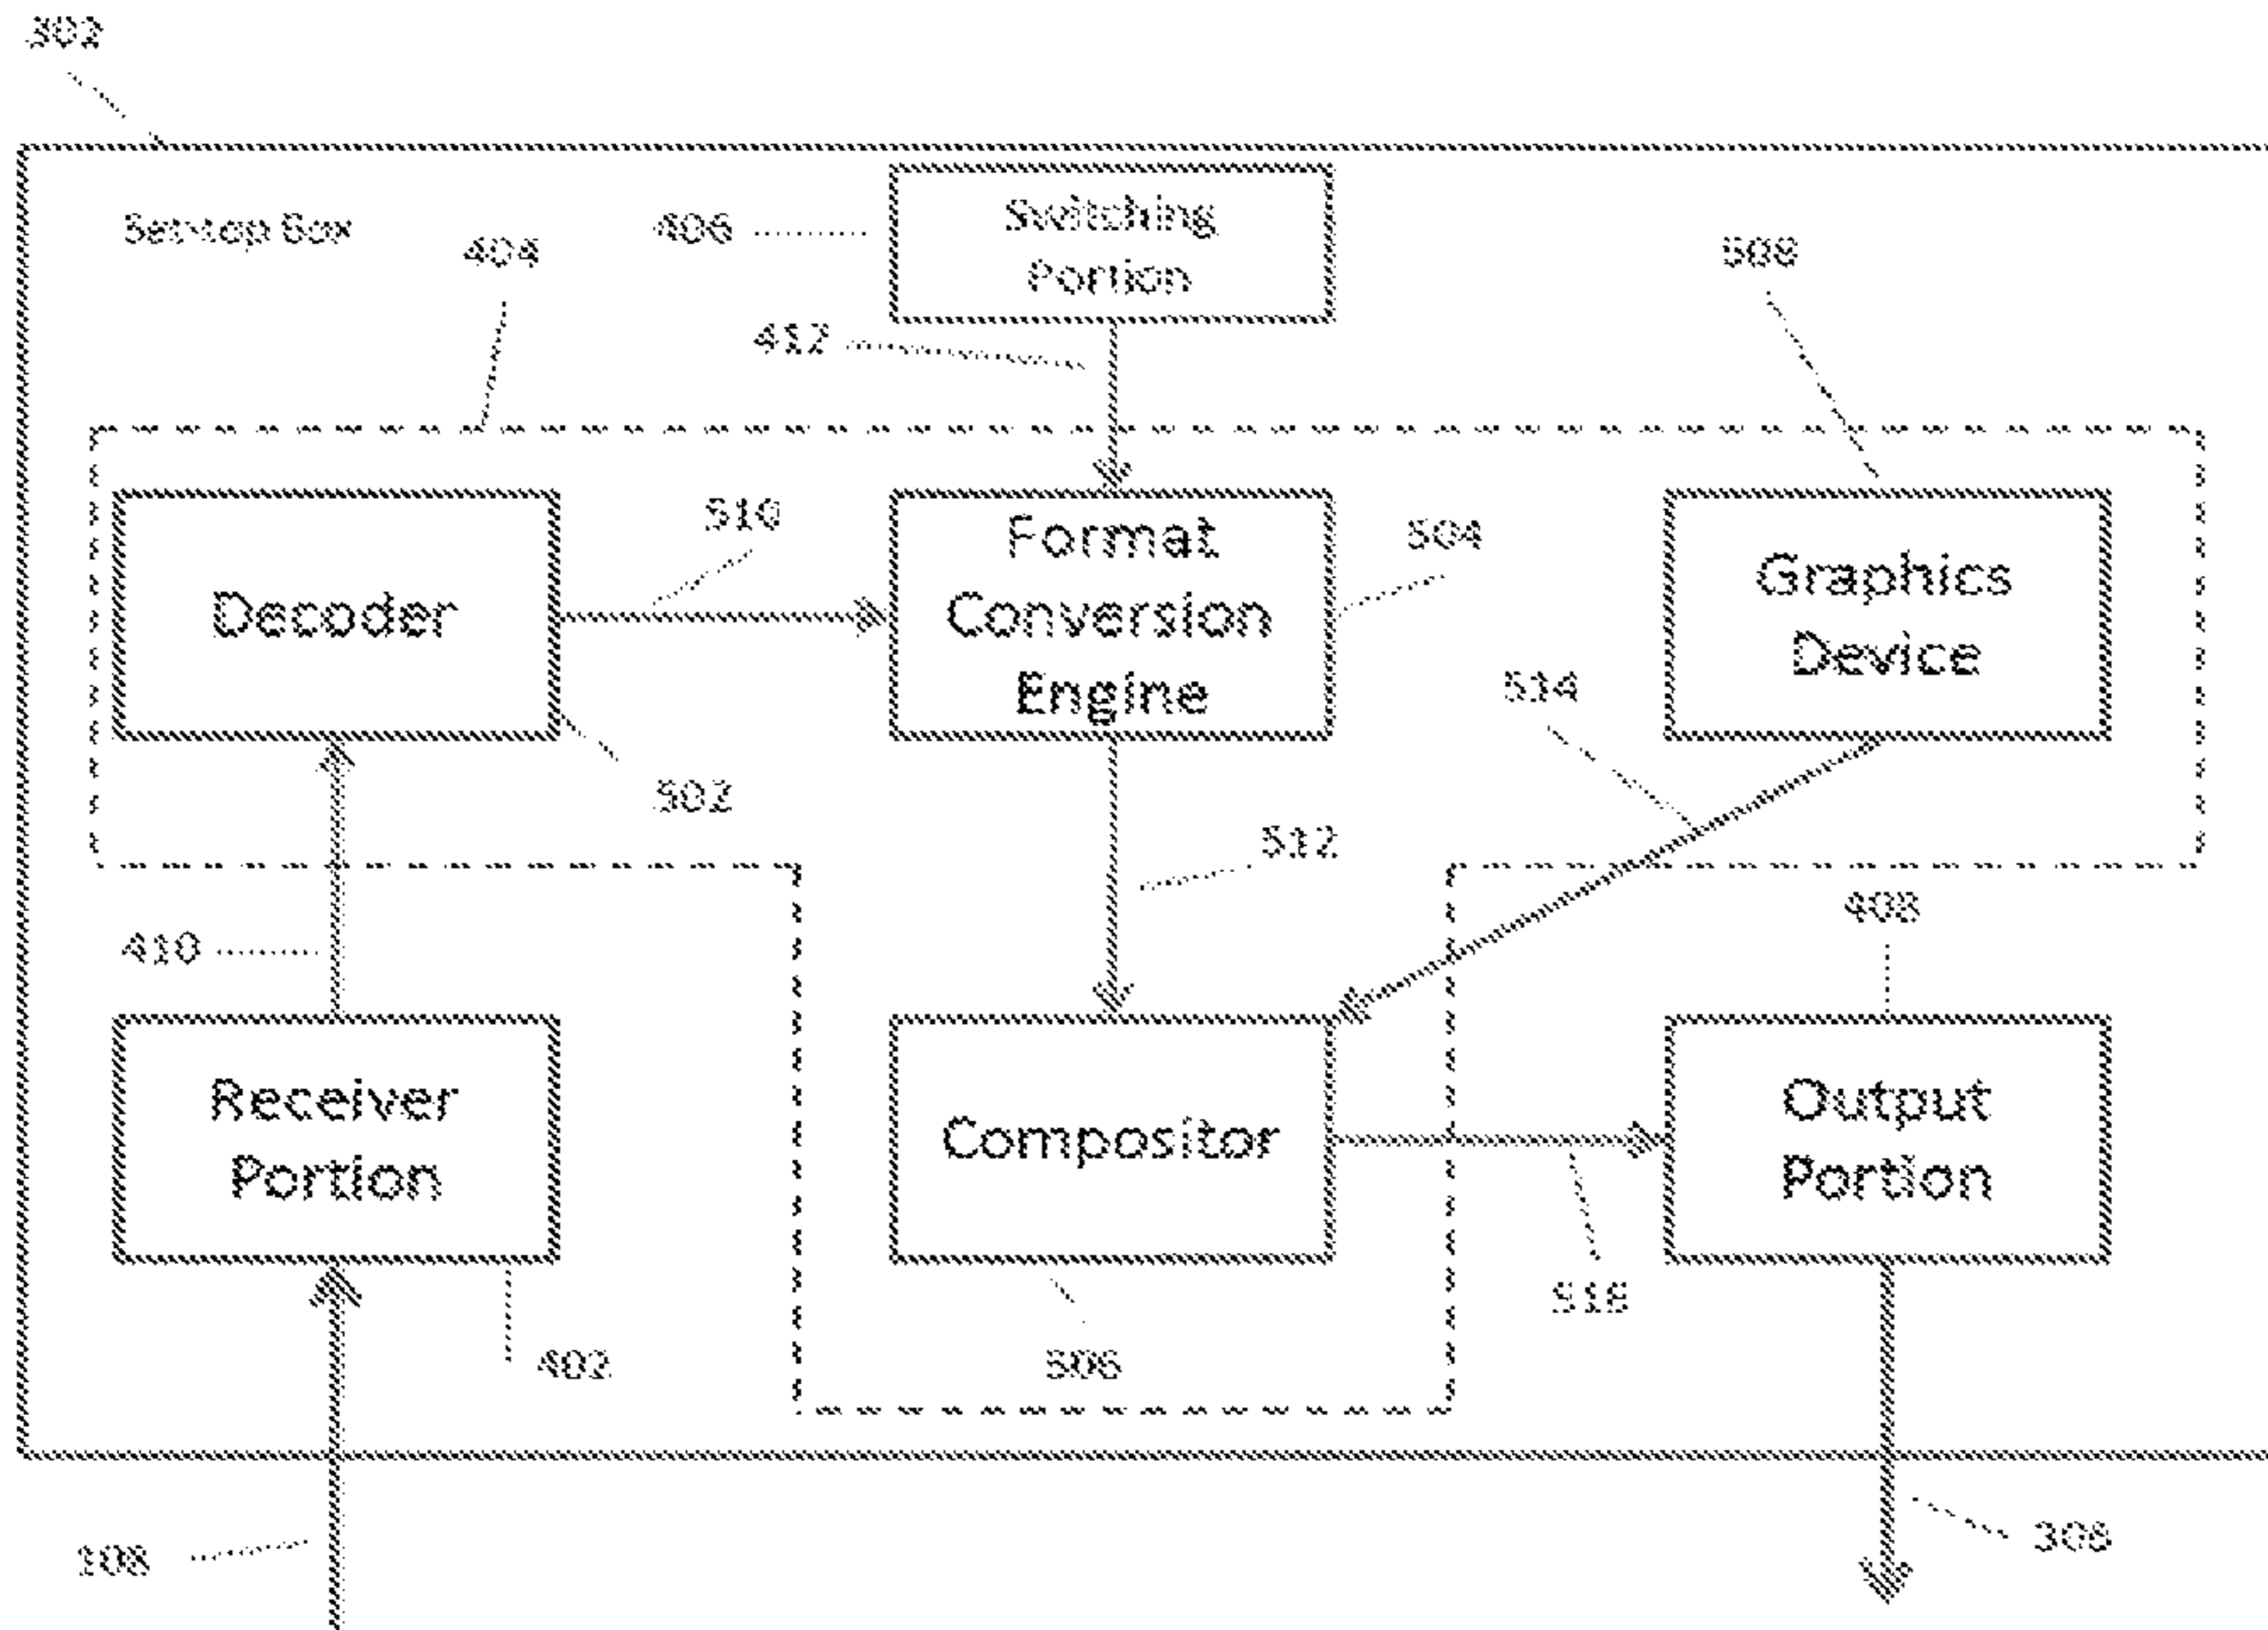 302
Set-top Box
404
406
Switching
Portion
412
508
Decoder
510
Format
Conversion
Engine
504
Graphics
Device
514
502
512
410
408
Receiver
Portion
Compositor
Output
Portion
402
506
516
108
306